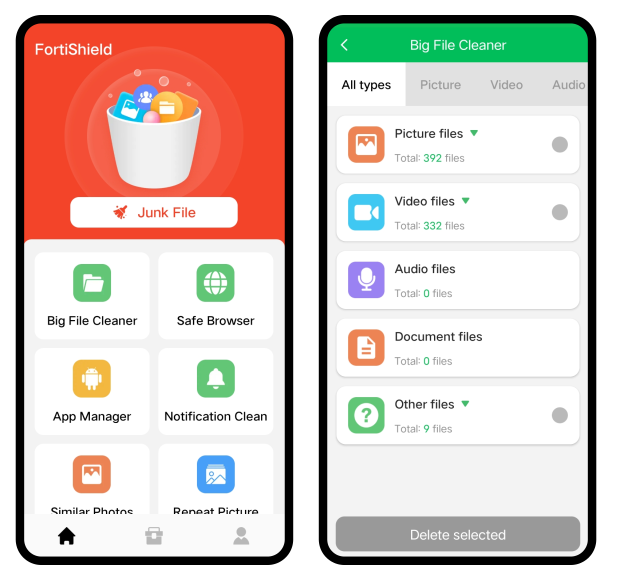 FortiShield
Junk File
Big File Cleaner
Safe Browser
App Manager
Notification Clean
Similar Photos
Repeat Picture
Big File Cleaner
All types
Picture
Video
Audio
Picture files
Total: 392 files
Video files
Total: 332 files
Audio files
Total: 0 files
Document files
Total: 0 files
Other files
Total: 9 files
Delete selected